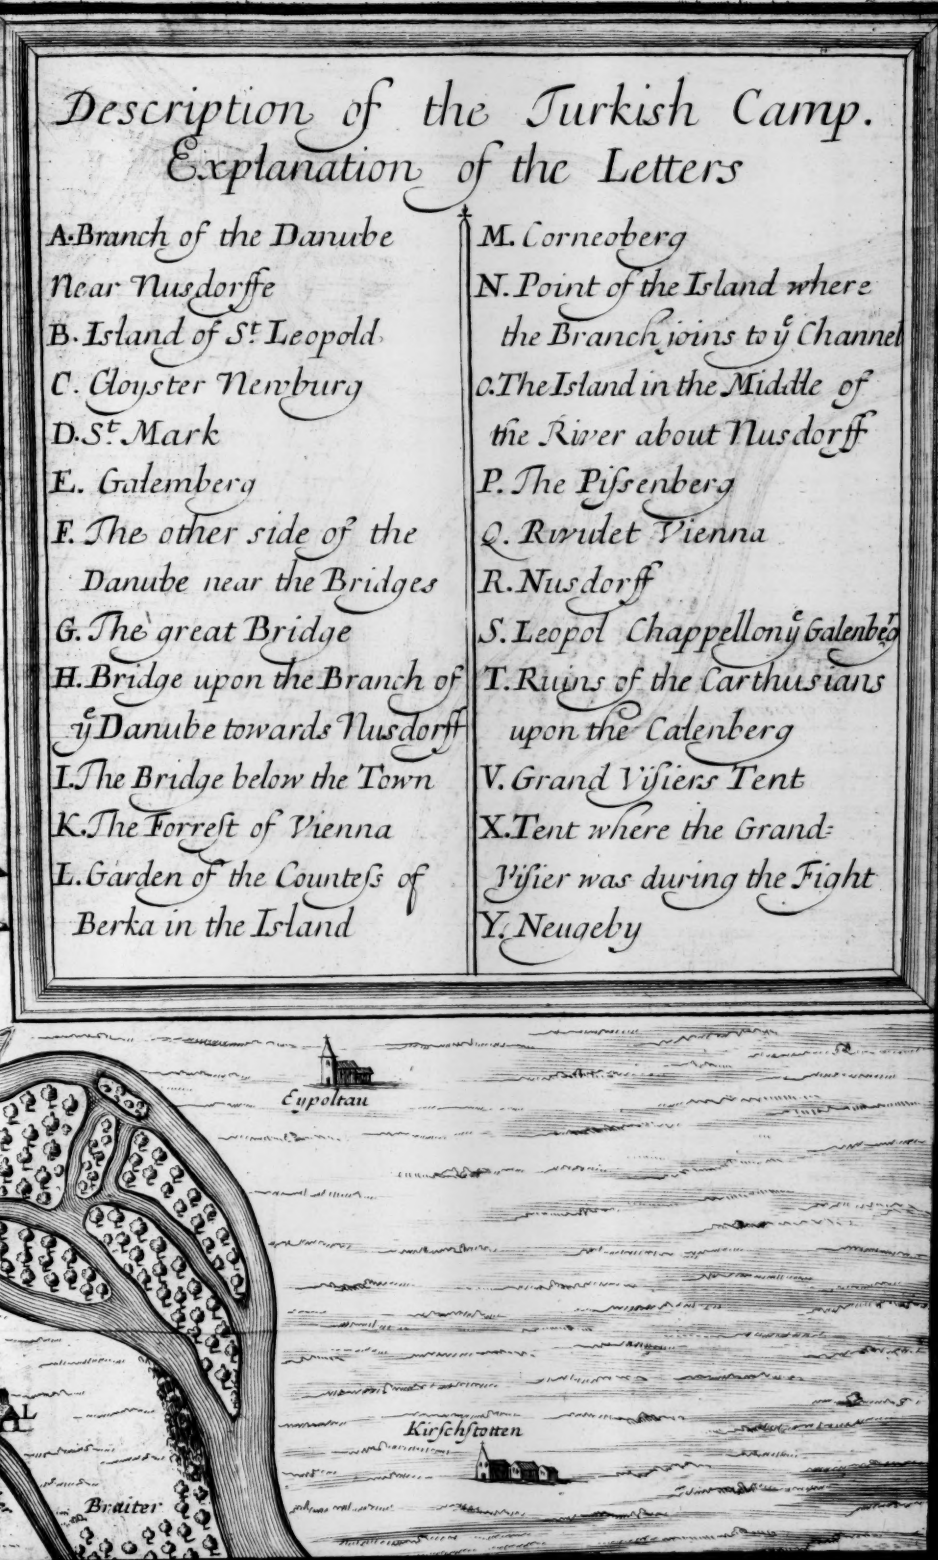 Description of the Turkish Camp.
Explanation of the Letters
A. Branch of the Danube
Near Nusdorffe
B. Island of St. Leopold
C. Cloyster Newburg
D. St. Mark
E. Galemberg
F. The other side of the
Danube near the Bridges
G. The great Bridge
H. Bridge upon the Branch of
ye Danube towards Nusdorff
I. The Bridge below the Town
K. The Forreſt of Vienna
L. Garden of the Counteſs of
Berka in the Island
M. Corneoberg
N. Point of the Island where
the Branch joins to ye Channel
O. The Island in the Middle of
the River about Nusdorff
P. The Piſsenberg
Q. Rivulet Vienna
R. Nusdorff
S. Leopol Chappell on ye Galenberg
T. Ruins of the Carthusians
upon the Calenberg
V. Grand Viſiers Tent
X. Tent where the Grand=
Viſier was during the Fight
Y. Neugeby
Eypoltau
Kirſchſtotten
AL
Braiter